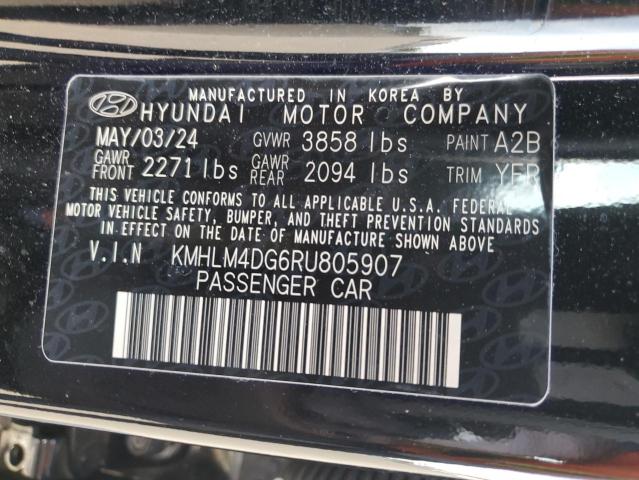 MANUFACTURED IN KOREA BY
HYUNDAI MOTOR COMPANY
MAY/03/24 GVWR 3858 lbs PAINT A2B
GAWR FRONT 2271 lbs GAWR REAR 2094 lbs TRIM YFR
THIS VEHICLE CONFORMS TO ALL APPLICABLE U.S.A. FEDERAL
MOTOR VEHICLE SAFETY, BUMPER, AND THEFT PREVENTION STANDARDS
IN EFFECT ON THE DATE OF MANUFACTURE SHOWN ABOVE.
V.I.N KMHLM4DG6RU805907
PASSENGER CAR